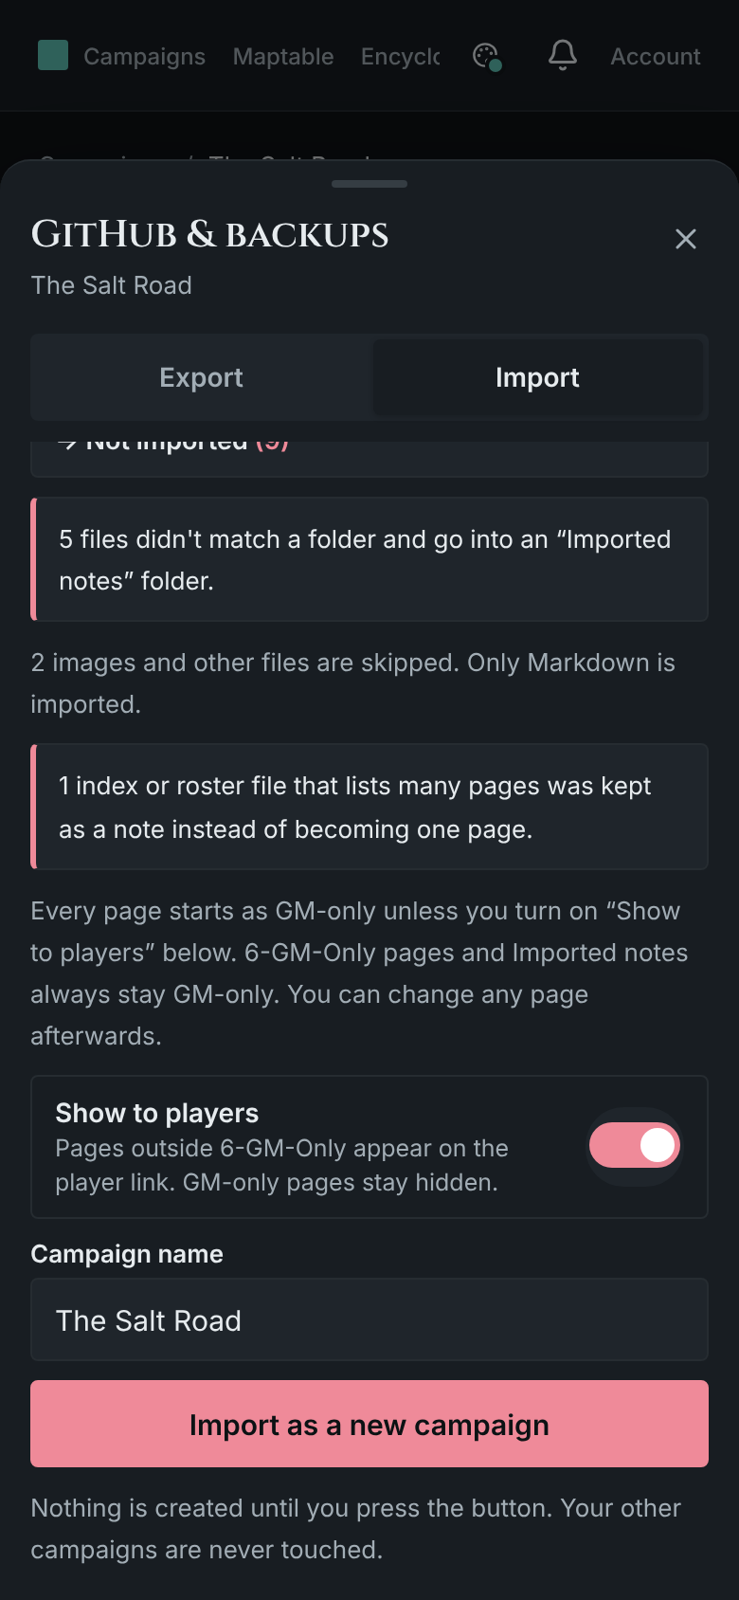 Campaigns Maptable Encyclo Account
GitHub & backups
The Salt Road
Export Import
→ Not imported (9)
5 files didn't match a folder and go into an “Imported
notes” folder.
2 images and other files are skipped. Only Markdown is
imported.
1 index or roster file that lists many pages was kept
as a note instead of becoming one page.
Every page starts as GM-only unless you turn on “Show
to players” below. 6-GM-Only pages and Imported notes
always stay GM-only. You can change any page
afterwards.
Show to players
Pages outside 6-GM-Only appear on the
player link. GM-only pages stay hidden.
Campaign name
The Salt Road
Import as a new campaign
Nothing is created until you press the button. Your other
campaigns are never touched.